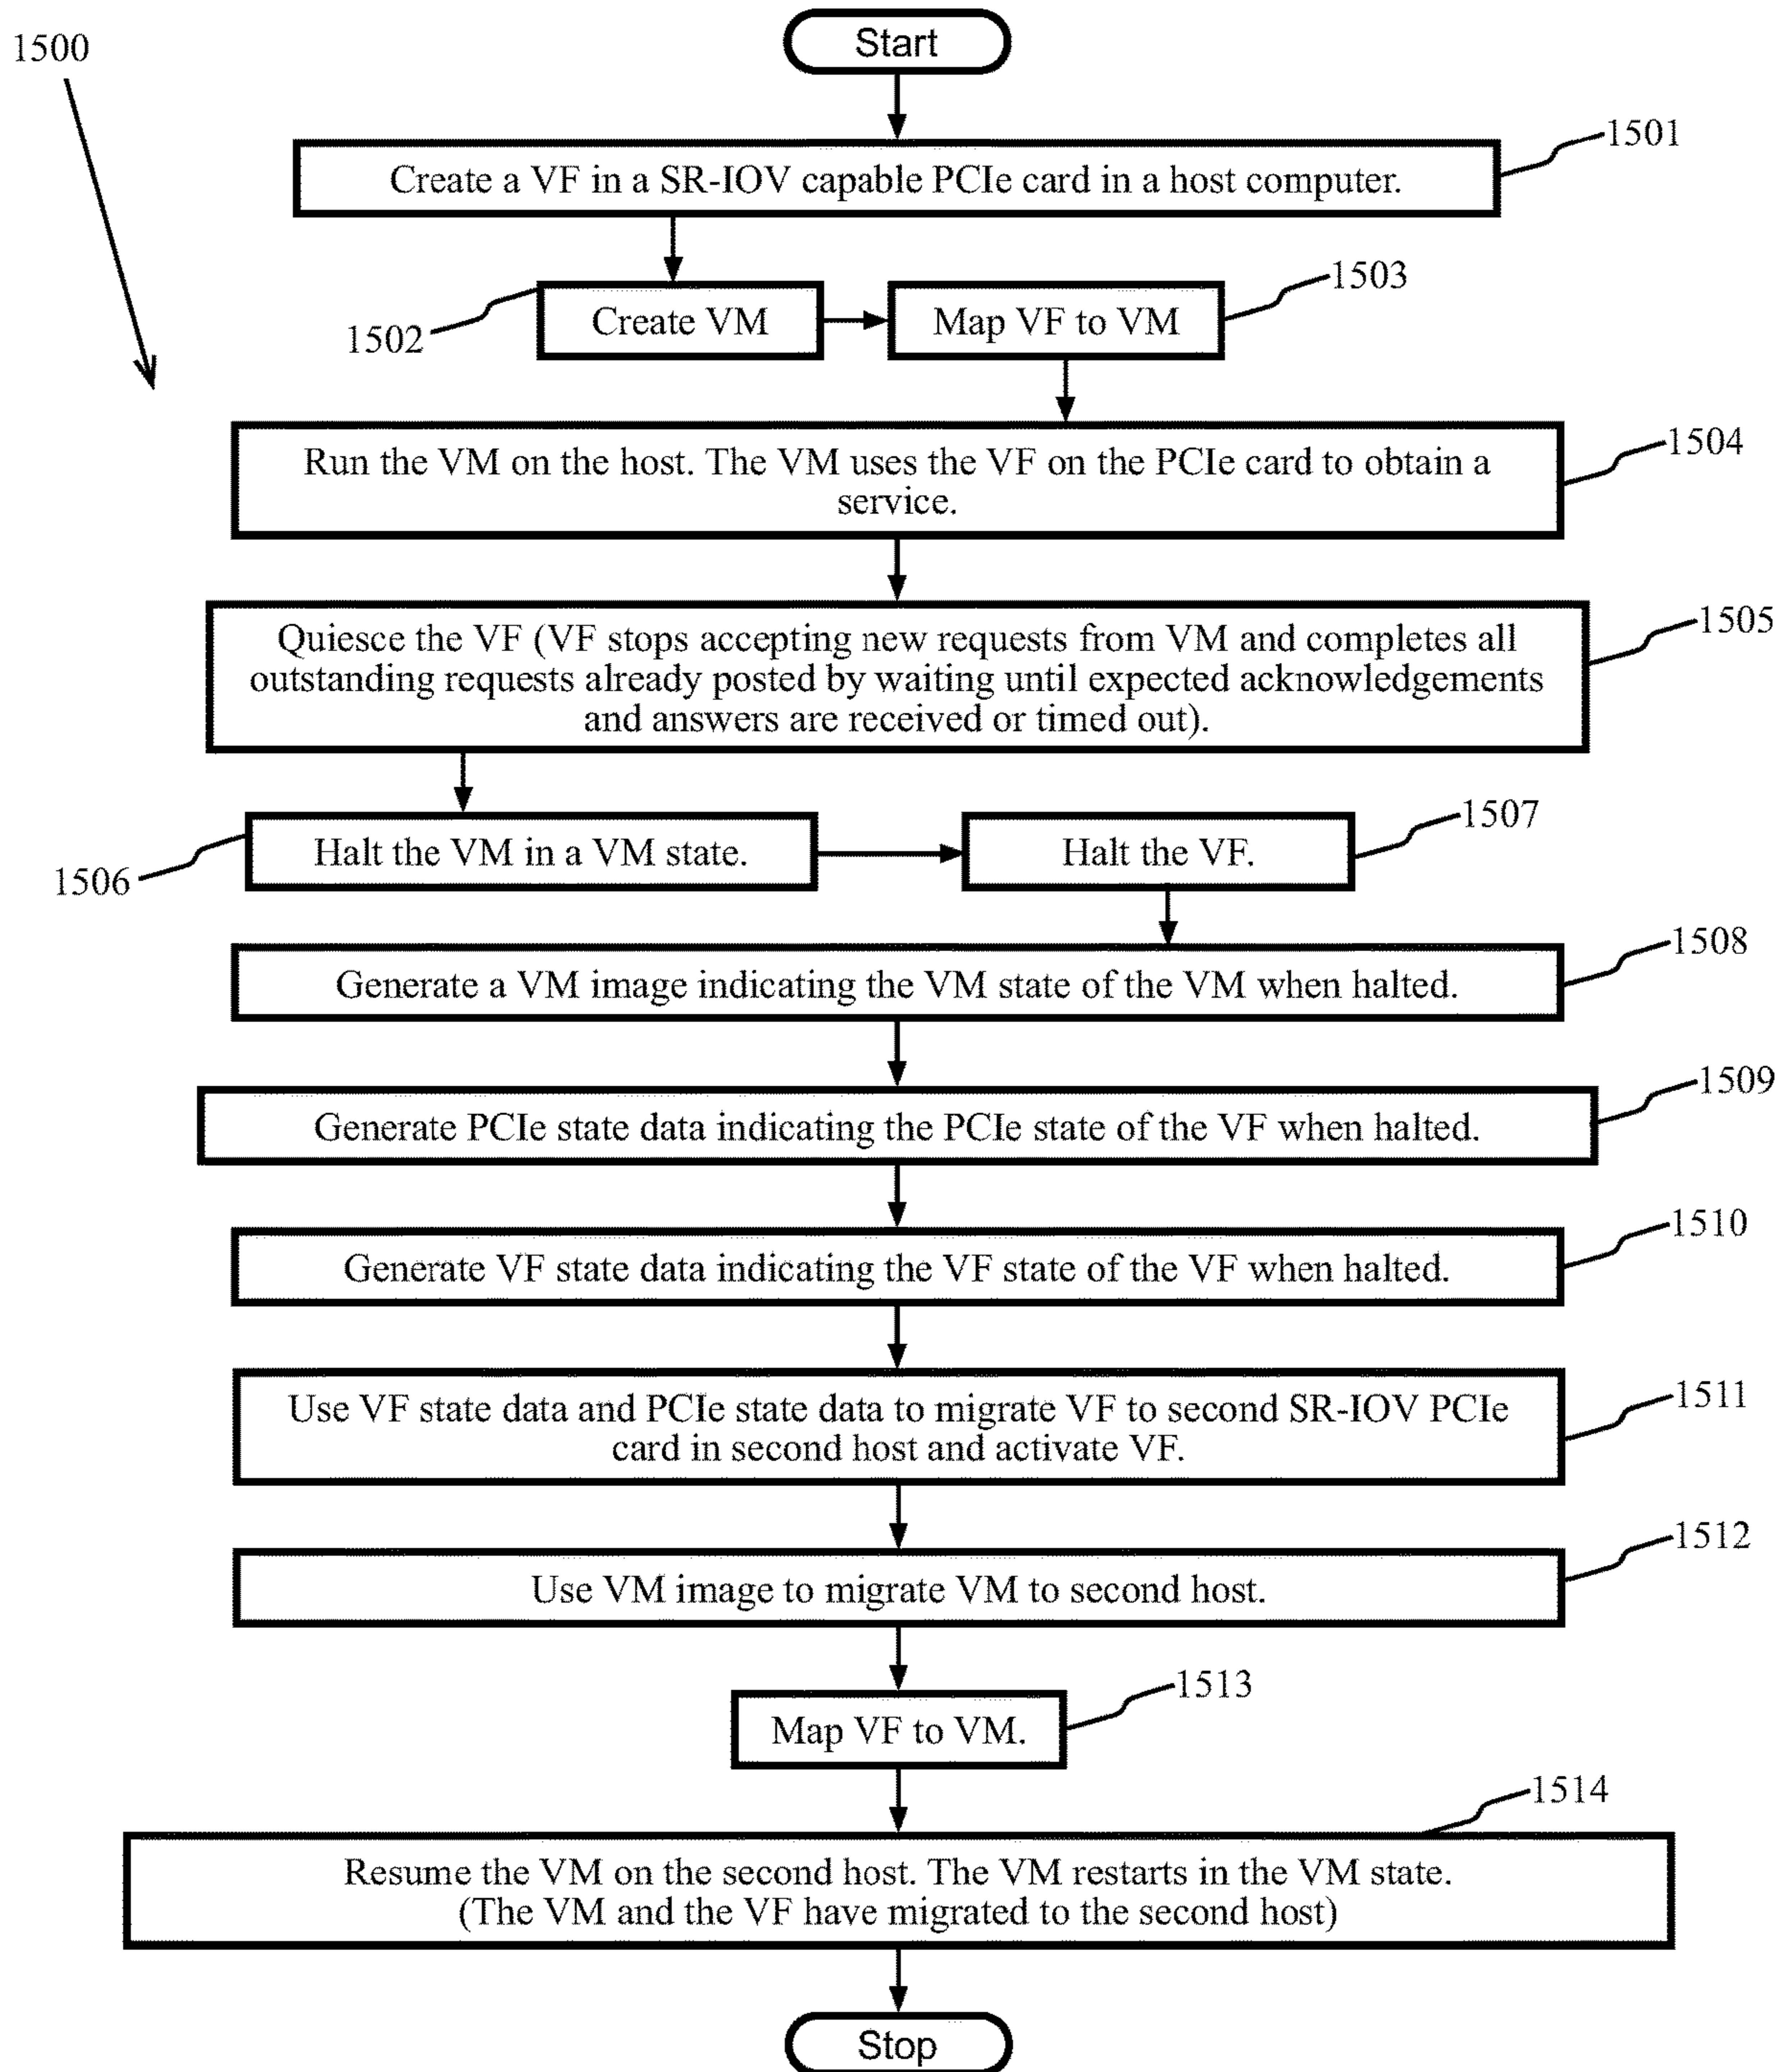 1500
Start
1501
Create a VF in a SR-IOV capable PCIe card in a host computer.
1502
Create VM
1503
Map VF to VM
1504
Run the VM on the host. The VM uses the VF on the PCIe card to obtain a
service.
1505
Quiesce the VF (VF stops accepting new requests from VM and completes all
outstanding requests already posted by waiting until expected acknowledgements
and answers are received or timed out).
1506
Halt the VM in a VM state.
1507
Halt the VF.
1508
Generate a VM image indicating the VM state of the VM when halted.
1509
Generate PCIe state data indicating the PCIe state of the VF when halted.
1510
Generate VF state data indicating the VF state of the VF when halted.
1511
Use VF state data and PCIe state data to migrate VF to second SR-IOV PCIe
card in second host and activate VF.
1512
Use VM image to migrate VM to second host.
1513
Map VF to VM.
1514
Resume the VM on the second host. The VM restarts in the VM state.
(The VM and the VF have migrated to the second host)
Stop